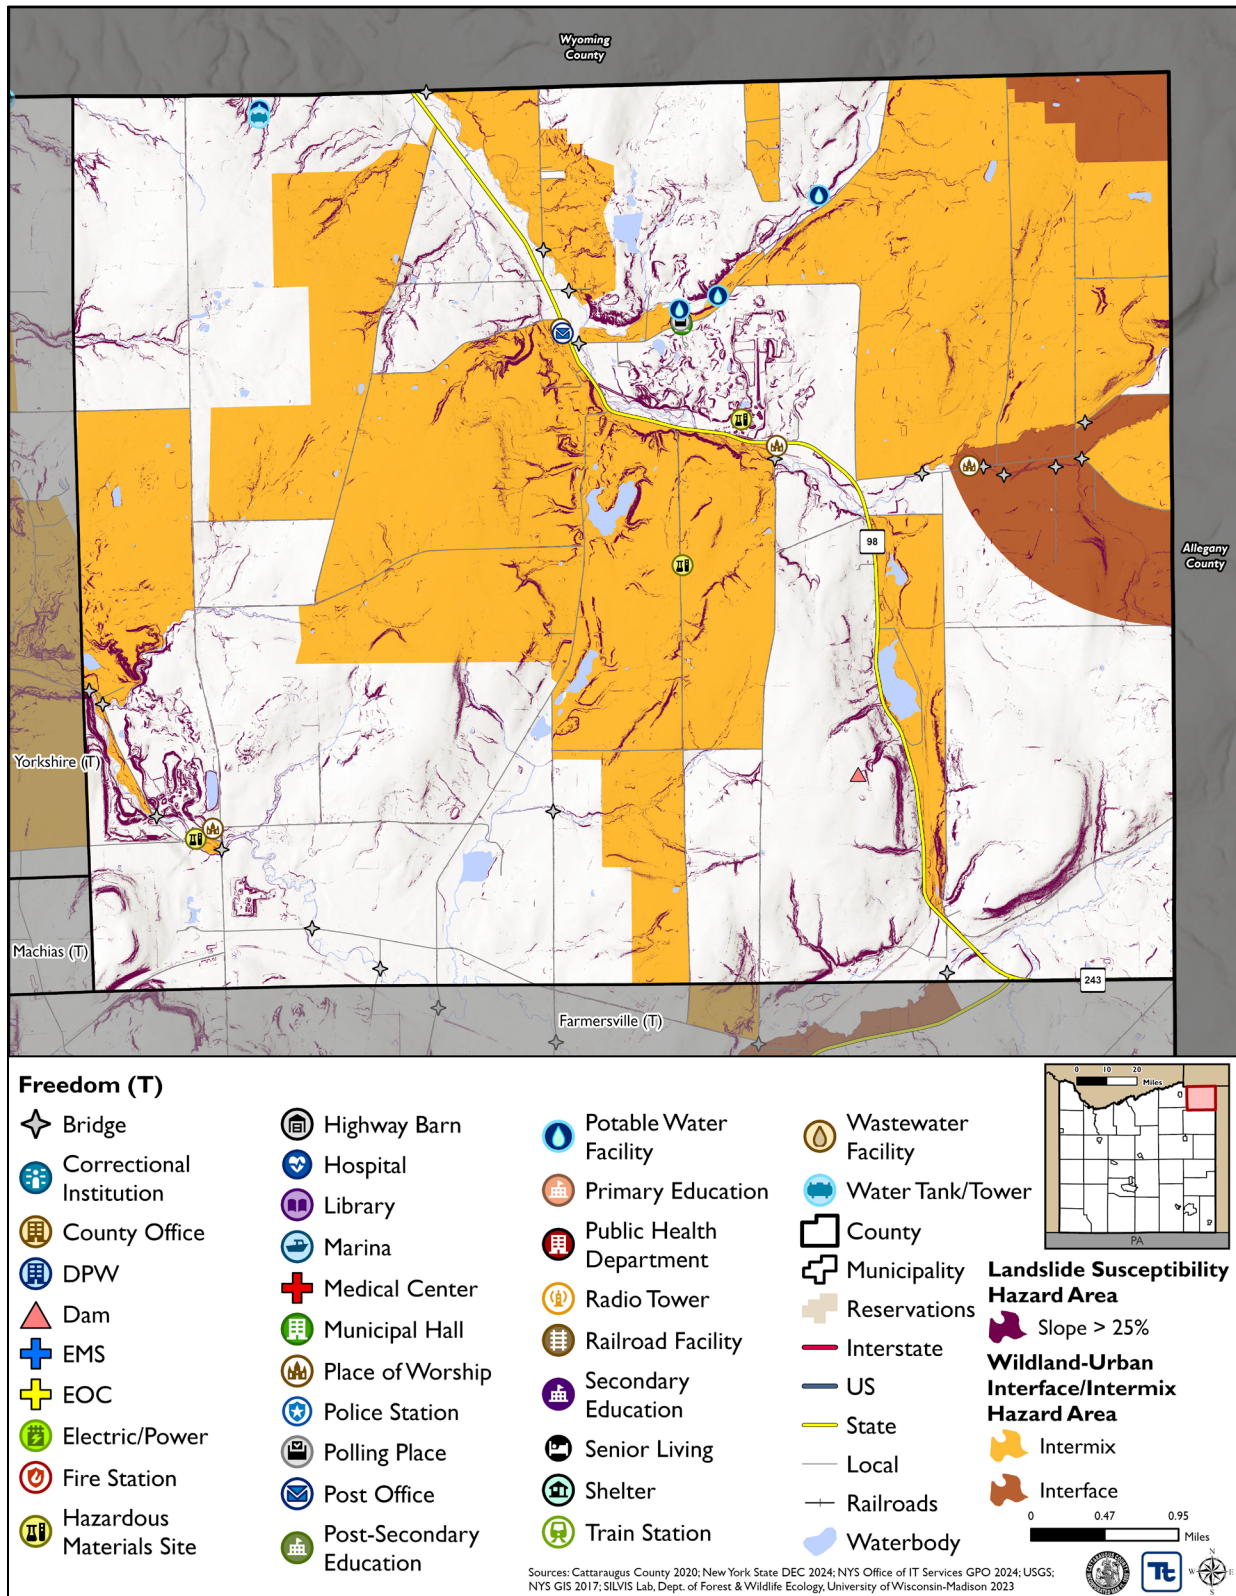 Wyoming
County
98
Allegany
County
Yorkshire (T)
Machias (T)
243
Farmersville (T)
Freedom (T)
Bridge
Correctional
Institution
County Office
DPW
Dam
EMS
EOC
Electric/Power
Fire Station
Hazardous
Materials Site
Highway Barn
Hospital
Library
Marina
Medical Center
Municipal Hall
Place of Worship
Police Station
Polling Place
Post Office
Post-Secondary
Education
Potable Water
Facility
Primary Education
Public Health
Department
Radio Tower
Railroad Facility
Secondary
Education
Senior Living
Shelter
Train Station
Wastewater
Facility
Water Tank/Tower
County
Municipality
Reservations
Interstate
US
State
Local
Railroads
Waterbody
0 10 20
Miles
PA
Landslide Susceptibility
Hazard Area
Slope > 25%
Wildland-Urban
Interface/Intermix
Hazard Area
Intermix
Interface
0 0.47 0.95
Miles
Tt
N
W E
S
Sources: Cattaraugus County 2020; New York State DEC 2024; NYS Office of IT Services GPO 2024; USGS;
NYS GIS 2017; SILVIS Lab, Dept. of Forest & Wildlife Ecology, University of Wisconsin-Madison 2023